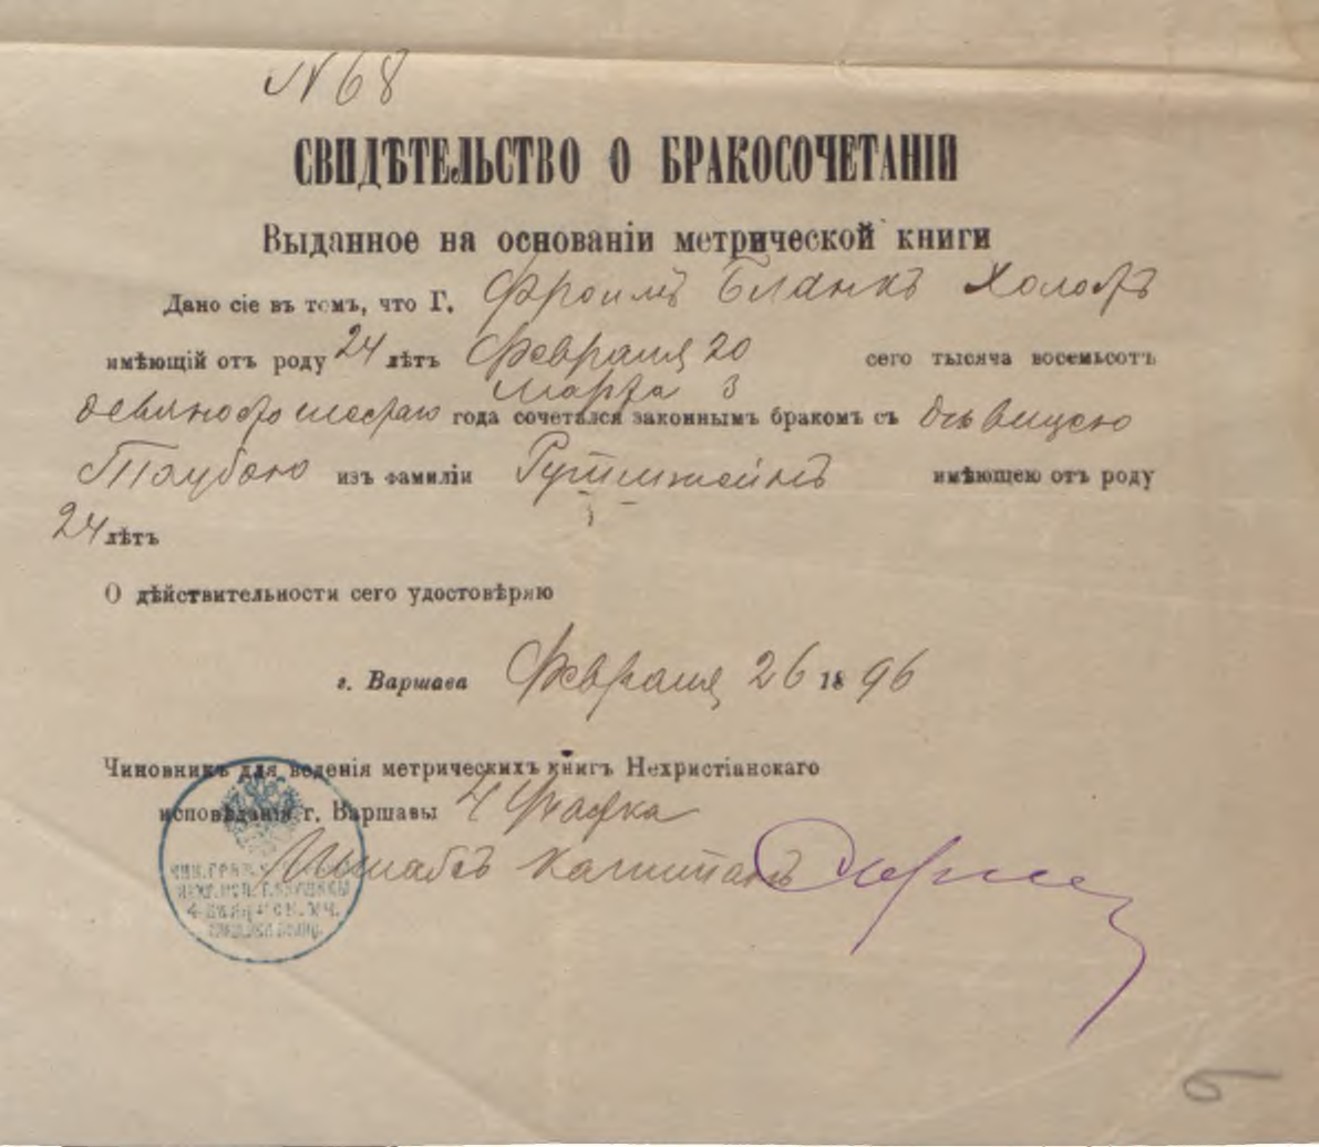 N 68
СВИДѢТЕЛЬСТВО О БРАКОСОЧЕТАНІИ
Выданное на основаніи метрической книги
Дано сіе въ томъ, что Г. Фроимъ Бланкъ Холостъ
имѣющій отъ роду 24 лѣтъ Февраля 20 сего тысяча восемьсотъ
Марта 3
девяносто шестаго года сочетался законнымъ бракомъ съ дѣвицею
Таубою изъ фамиліи имѣющею отъ роду
24 лѣтъ
О дѣйствительности сего удостовѣряю
г. Варшава Февраля 26 18 96
Чиновникъ для веденія метрическихъ книгъ Нехристіанскаго
исповѣданія г. Варшавы 4 Участка
Штабсъ Капитанъ